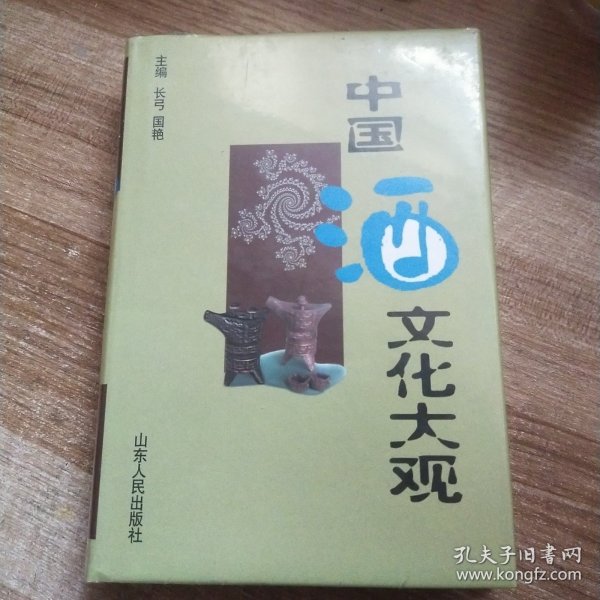 主编 长弓 国艳
中国
酒
文化大观
山东人民出版社
孔夫子旧书网
www.kongfz.com